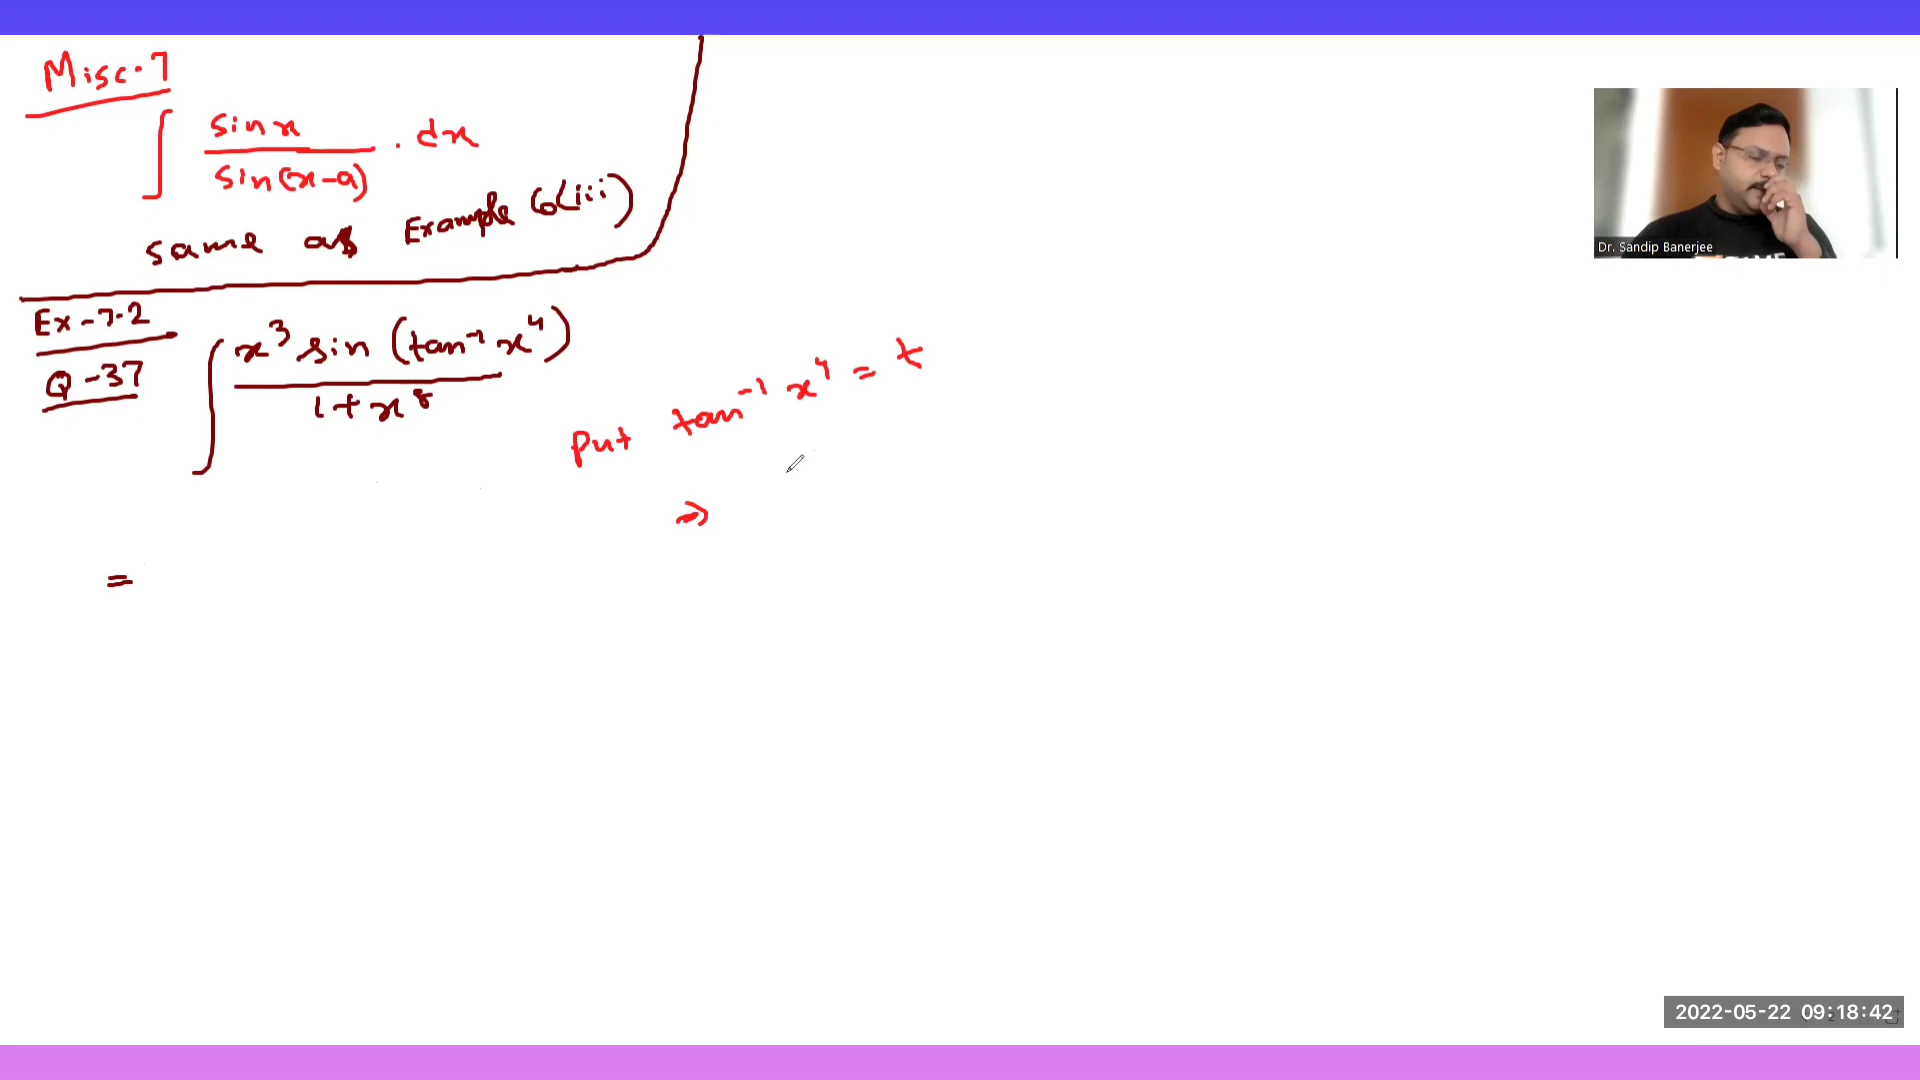 Misc.7
∫ sin x / sin(x-a) . dx
same as Example 6(iii)
Ex-7.2
Q-37
∫ x³ sin (tan⁻¹ x⁴) / 1+x⁸
Put tan⁻¹ x⁴ = t
⇒
=
Dr. Sandip Banerjee
2022-05-22 09:18:42